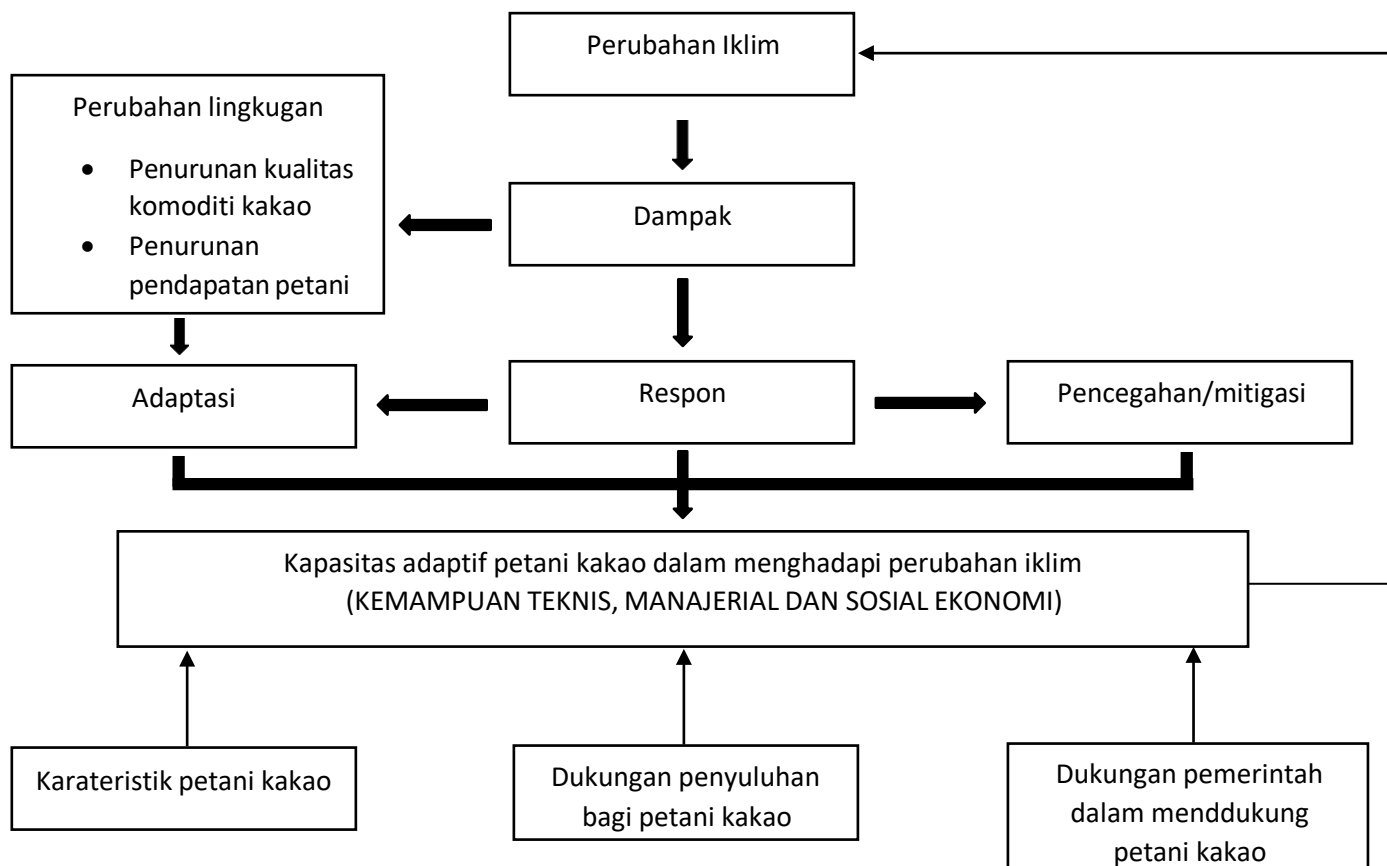 Perubahan Iklim
Perubahan lingkugan
• Penurunan kualitas
komoditi kakao
• Penurunan
pendapatan petani
Dampak
Adaptasi
Respon
Pencegahan/mitigasi
Kapasitas adaptif petani kakao dalam menghadapi perubahan iklim
(KEMAMPUAN TEKNIS, MANAJERIAL DAN SOSIAL EKONOMI)
Karateristik petani kakao
Dukungan penyuluhan
bagi petani kakao
Dukungan pemerintah
dalam menddukung
petani kakao